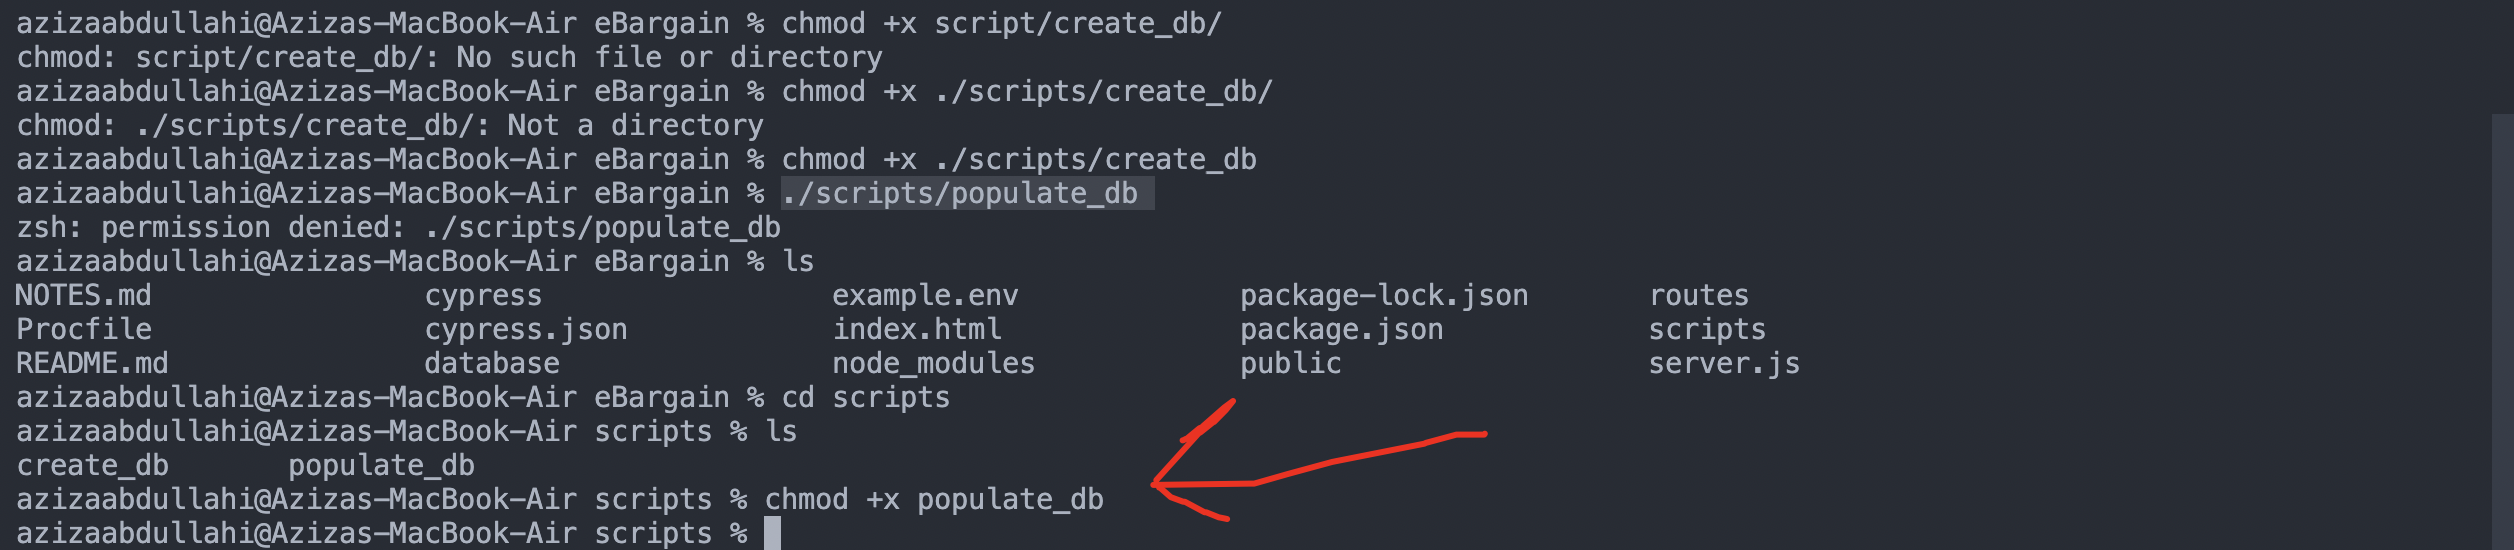 azizaabdullahi@Azizas-MacBook-Air eBargain % chmod +x script/create_db/
chmod: script/create_db/: No such file or directory
azizaabdullahi@Azizas-MacBook-Air eBargain % chmod +x ./scripts/create_db/
chmod: ./scripts/create_db/: Not a directory
azizaabdullahi@Azizas-MacBook-Air eBargain % chmod +x ./scripts/create_db
azizaabdullahi@Azizas-MacBook-Air eBargain % ./scripts/populate_db
zsh: permission denied: ./scripts/populate_db
azizaabdullahi@Azizas-MacBook-Air eBargain % ls
NOTES.md cypress example.env package-lock.json routes
Procfile cypress.json index.html package.json scripts
README.md database node_modules public server.js
azizaabdullahi@Azizas-MacBook-Air eBargain % cd scripts
azizaabdullahi@Azizas-MacBook-Air scripts % ls
create_db populate_db
azizaabdullahi@Azizas-MacBook-Air scripts % chmod +x populate_db
azizaabdullahi@Azizas-MacBook-Air scripts %